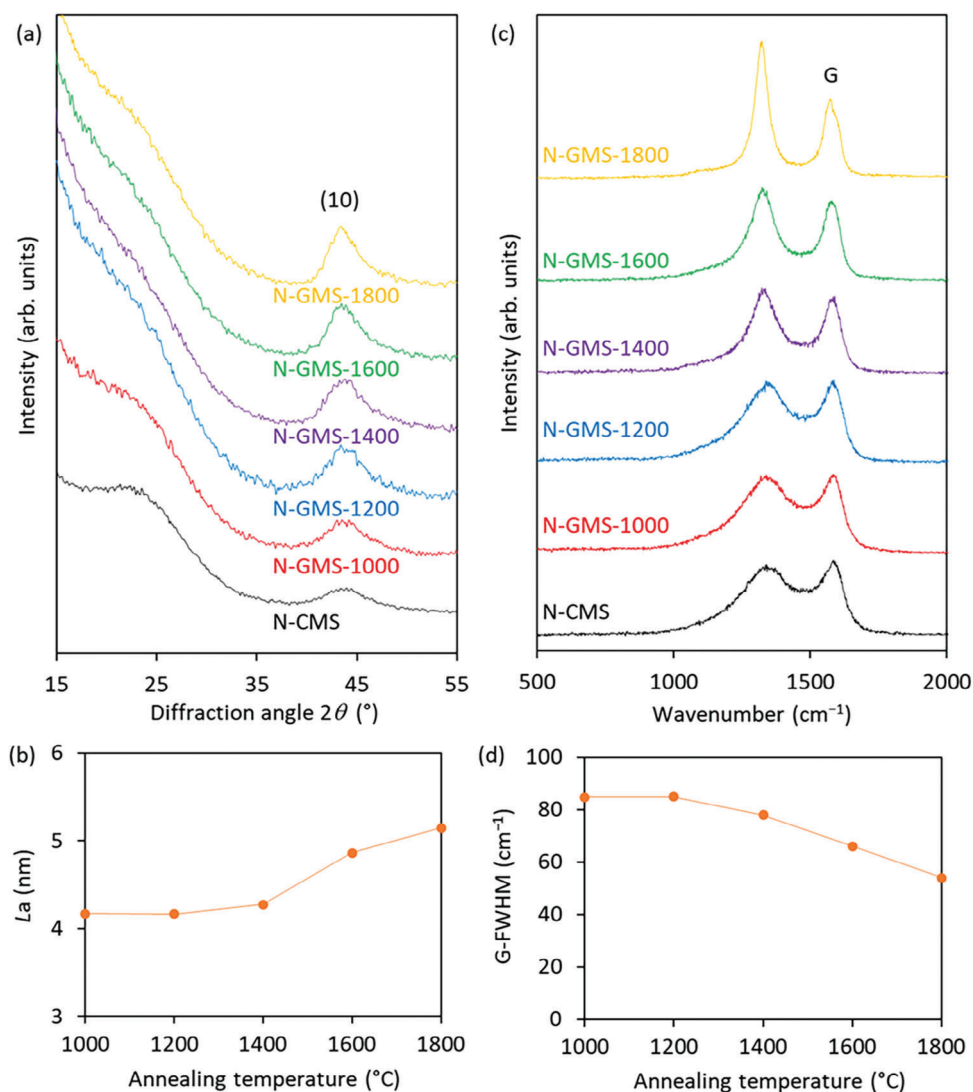 (a)
(10)
N-GMS-1800
N-GMS-1600
N-GMS-1400
N-GMS-1200
N-GMS-1000
N-CMS
Intensity (arb. units)
15 25 35 45 55
Diffraction angle 2θ (°)
(c)
G
N-GMS-1800
N-GMS-1600
N-GMS-1400
N-GMS-1200
N-GMS-1000
N-CMS
Intensity (arb. units)
500 1000 1500 2000
Wavenumber (cm⁻¹)
(b)
6
5
4
3
La (nm)
1000 1200 1400 1600 1800
Annealing temperature (°C)
(d)
100
80
60
40
20
0
G-FWHM (cm⁻¹)
1000 1200 1400 1600 1800
Annealing temperature (°C)